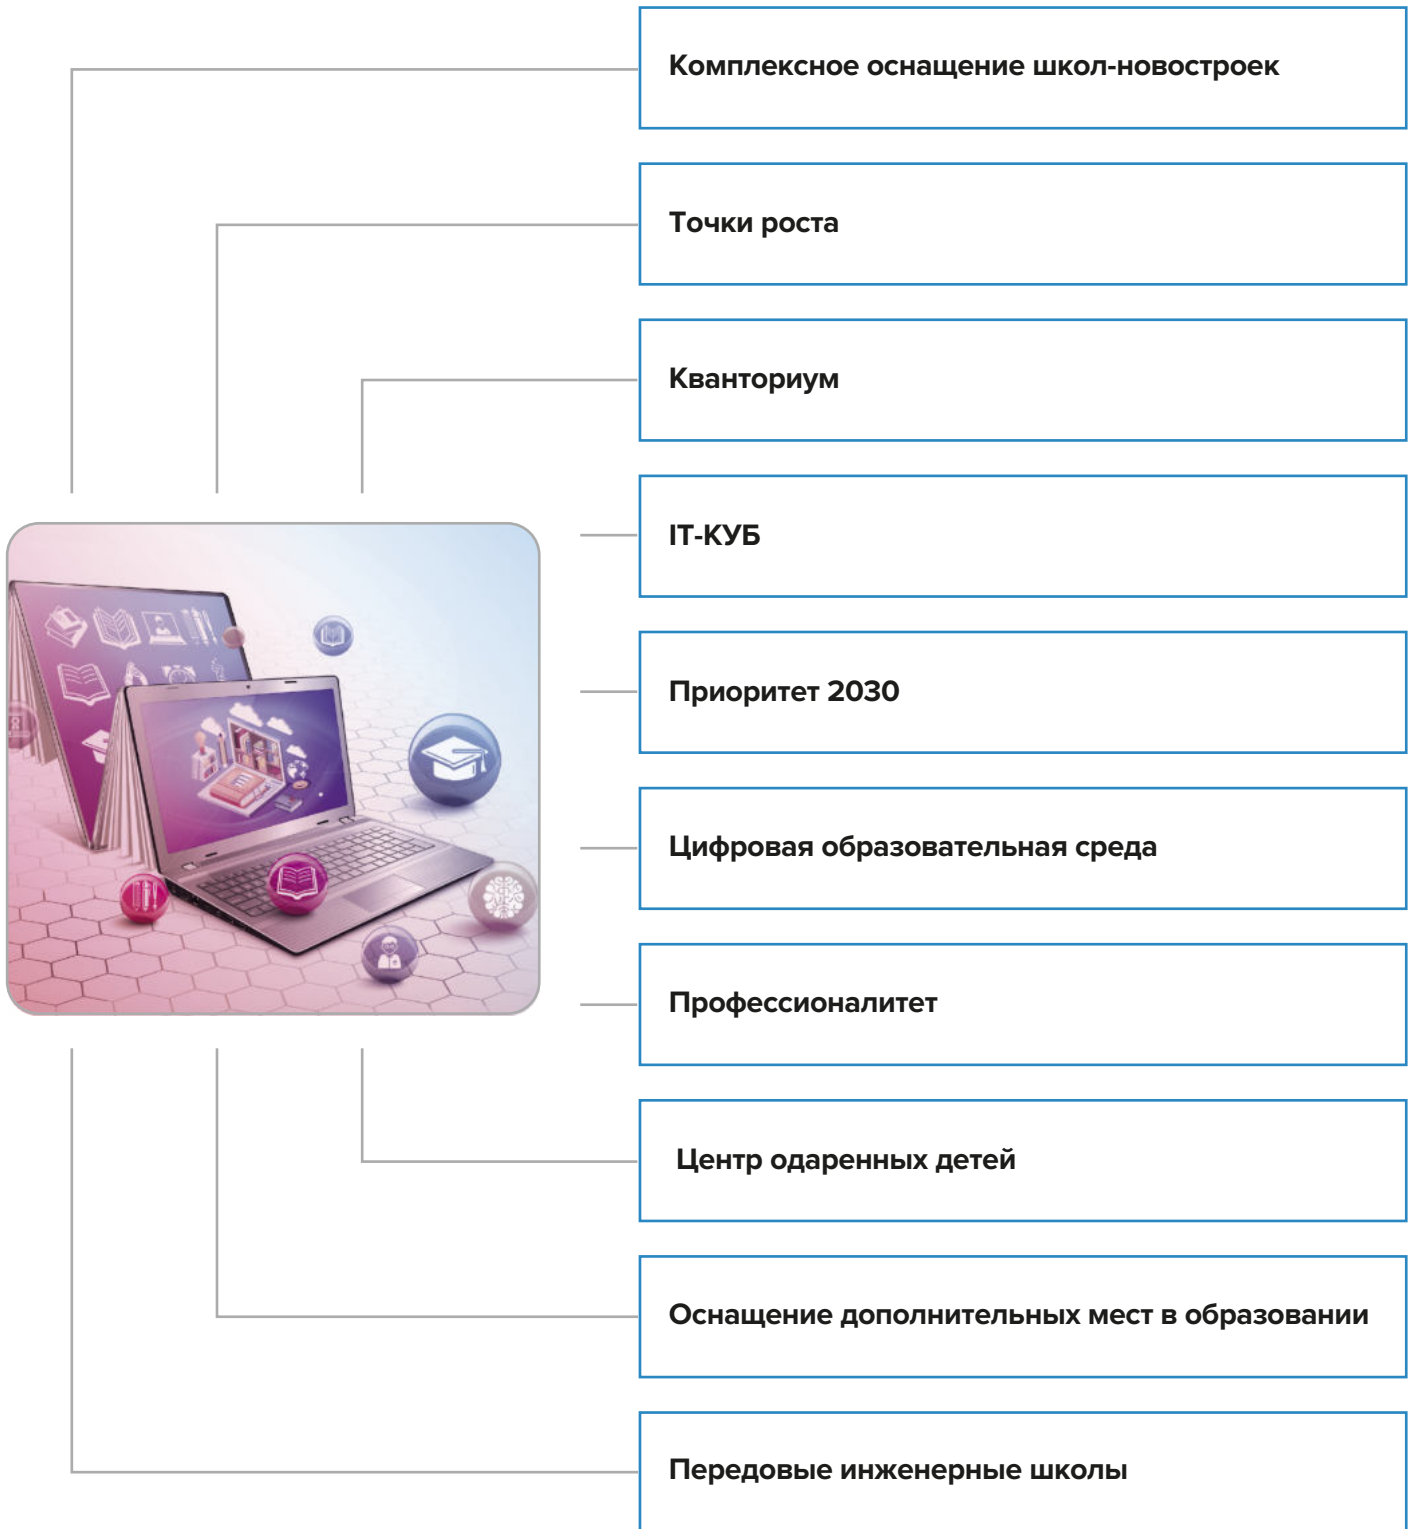 Комплексное оснащение школ-новостроек
Точки роста
Кванториум
IT-КУБ
Приоритет 2030
Цифровая образовательная среда
Профессионалитет
Центр одаренных детей
Оснащение дополнительных мест в образовании
Передовые инженерные школы